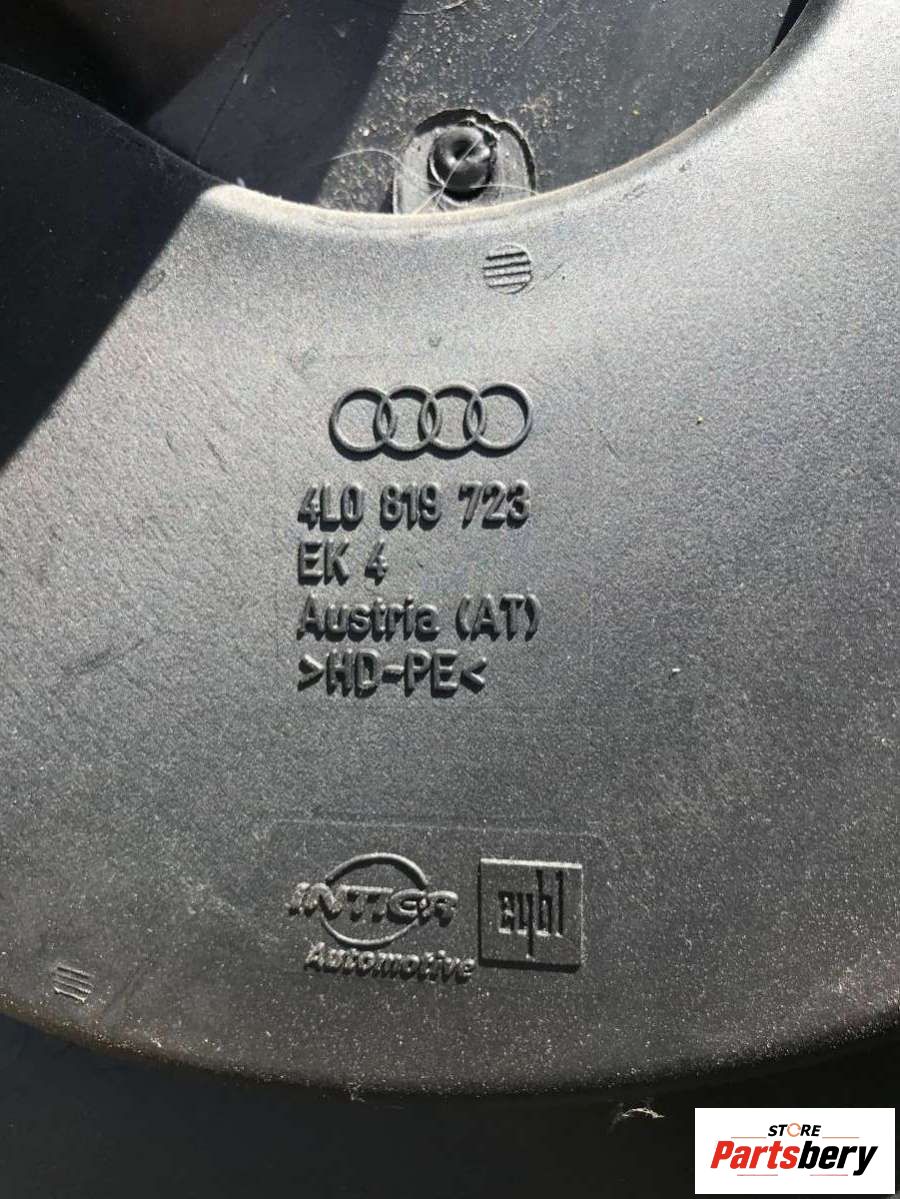 4L0 819 723
EK 4
Austria (AT)
>HD-PE<
INTIER
Automotive
eybl
STORE
Partsbery